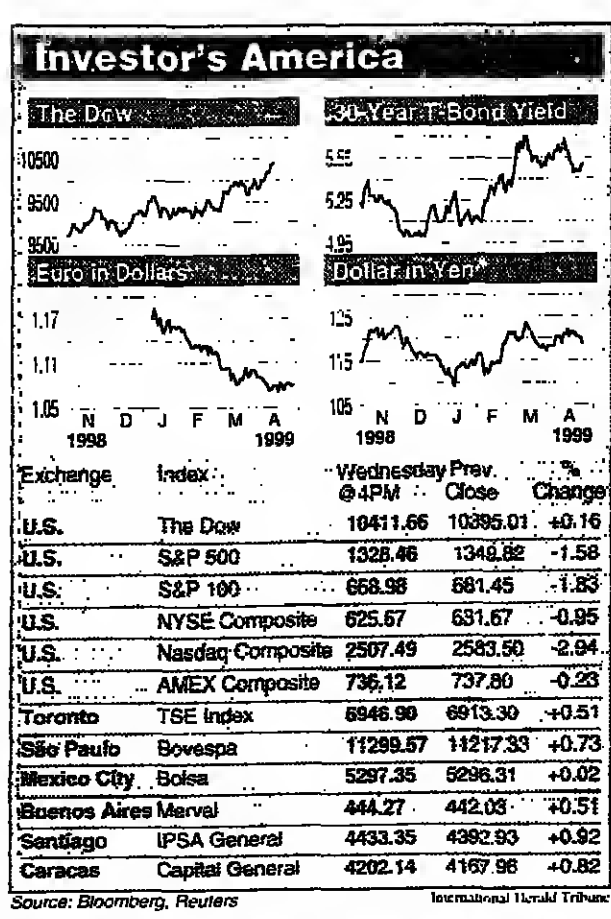 Investor's America
The Dow
30-Year T-Bond Yield
10500
9500
9500
5.55
5.25
4.95
Euro in Dollars
Dollar in Yen*
1.17
1.11
1.05
125
115
105
N D J F M A
1998 1999
N D J F M A
1998 1999
Exchange Index Wednesday Prev. %
@4PM Close Change
U.S. The Dow 10411.66 10395.01 +0.16
U.S. S&P 500 1328.46 1349.82 -1.58
U.S. S&P 100 668.98 681.45 -1.83
U.S. NYSE Composite 625.67 631.67 -0.95
U.S. Nasdaq Composite 2507.49 2583.50 -2.94
U.S. AMEX Composite 736.12 737.80 -0.23
Toronto TSE Index 6946.90 6913.30 +0.51
São Paulo Bovespa 11299.57 11217.33 +0.73
Mexico City Bolsa 5297.35 5296.31 +0.02
Buenos Aires Merval 444.27 442.03 +0.51
Santiago IPSA General 4433.35 4392.93 +0.92
Caracas Capital General 4202.14 4167.96 +0.82
Source: Bloomberg, Reuters
International Herald Tribune